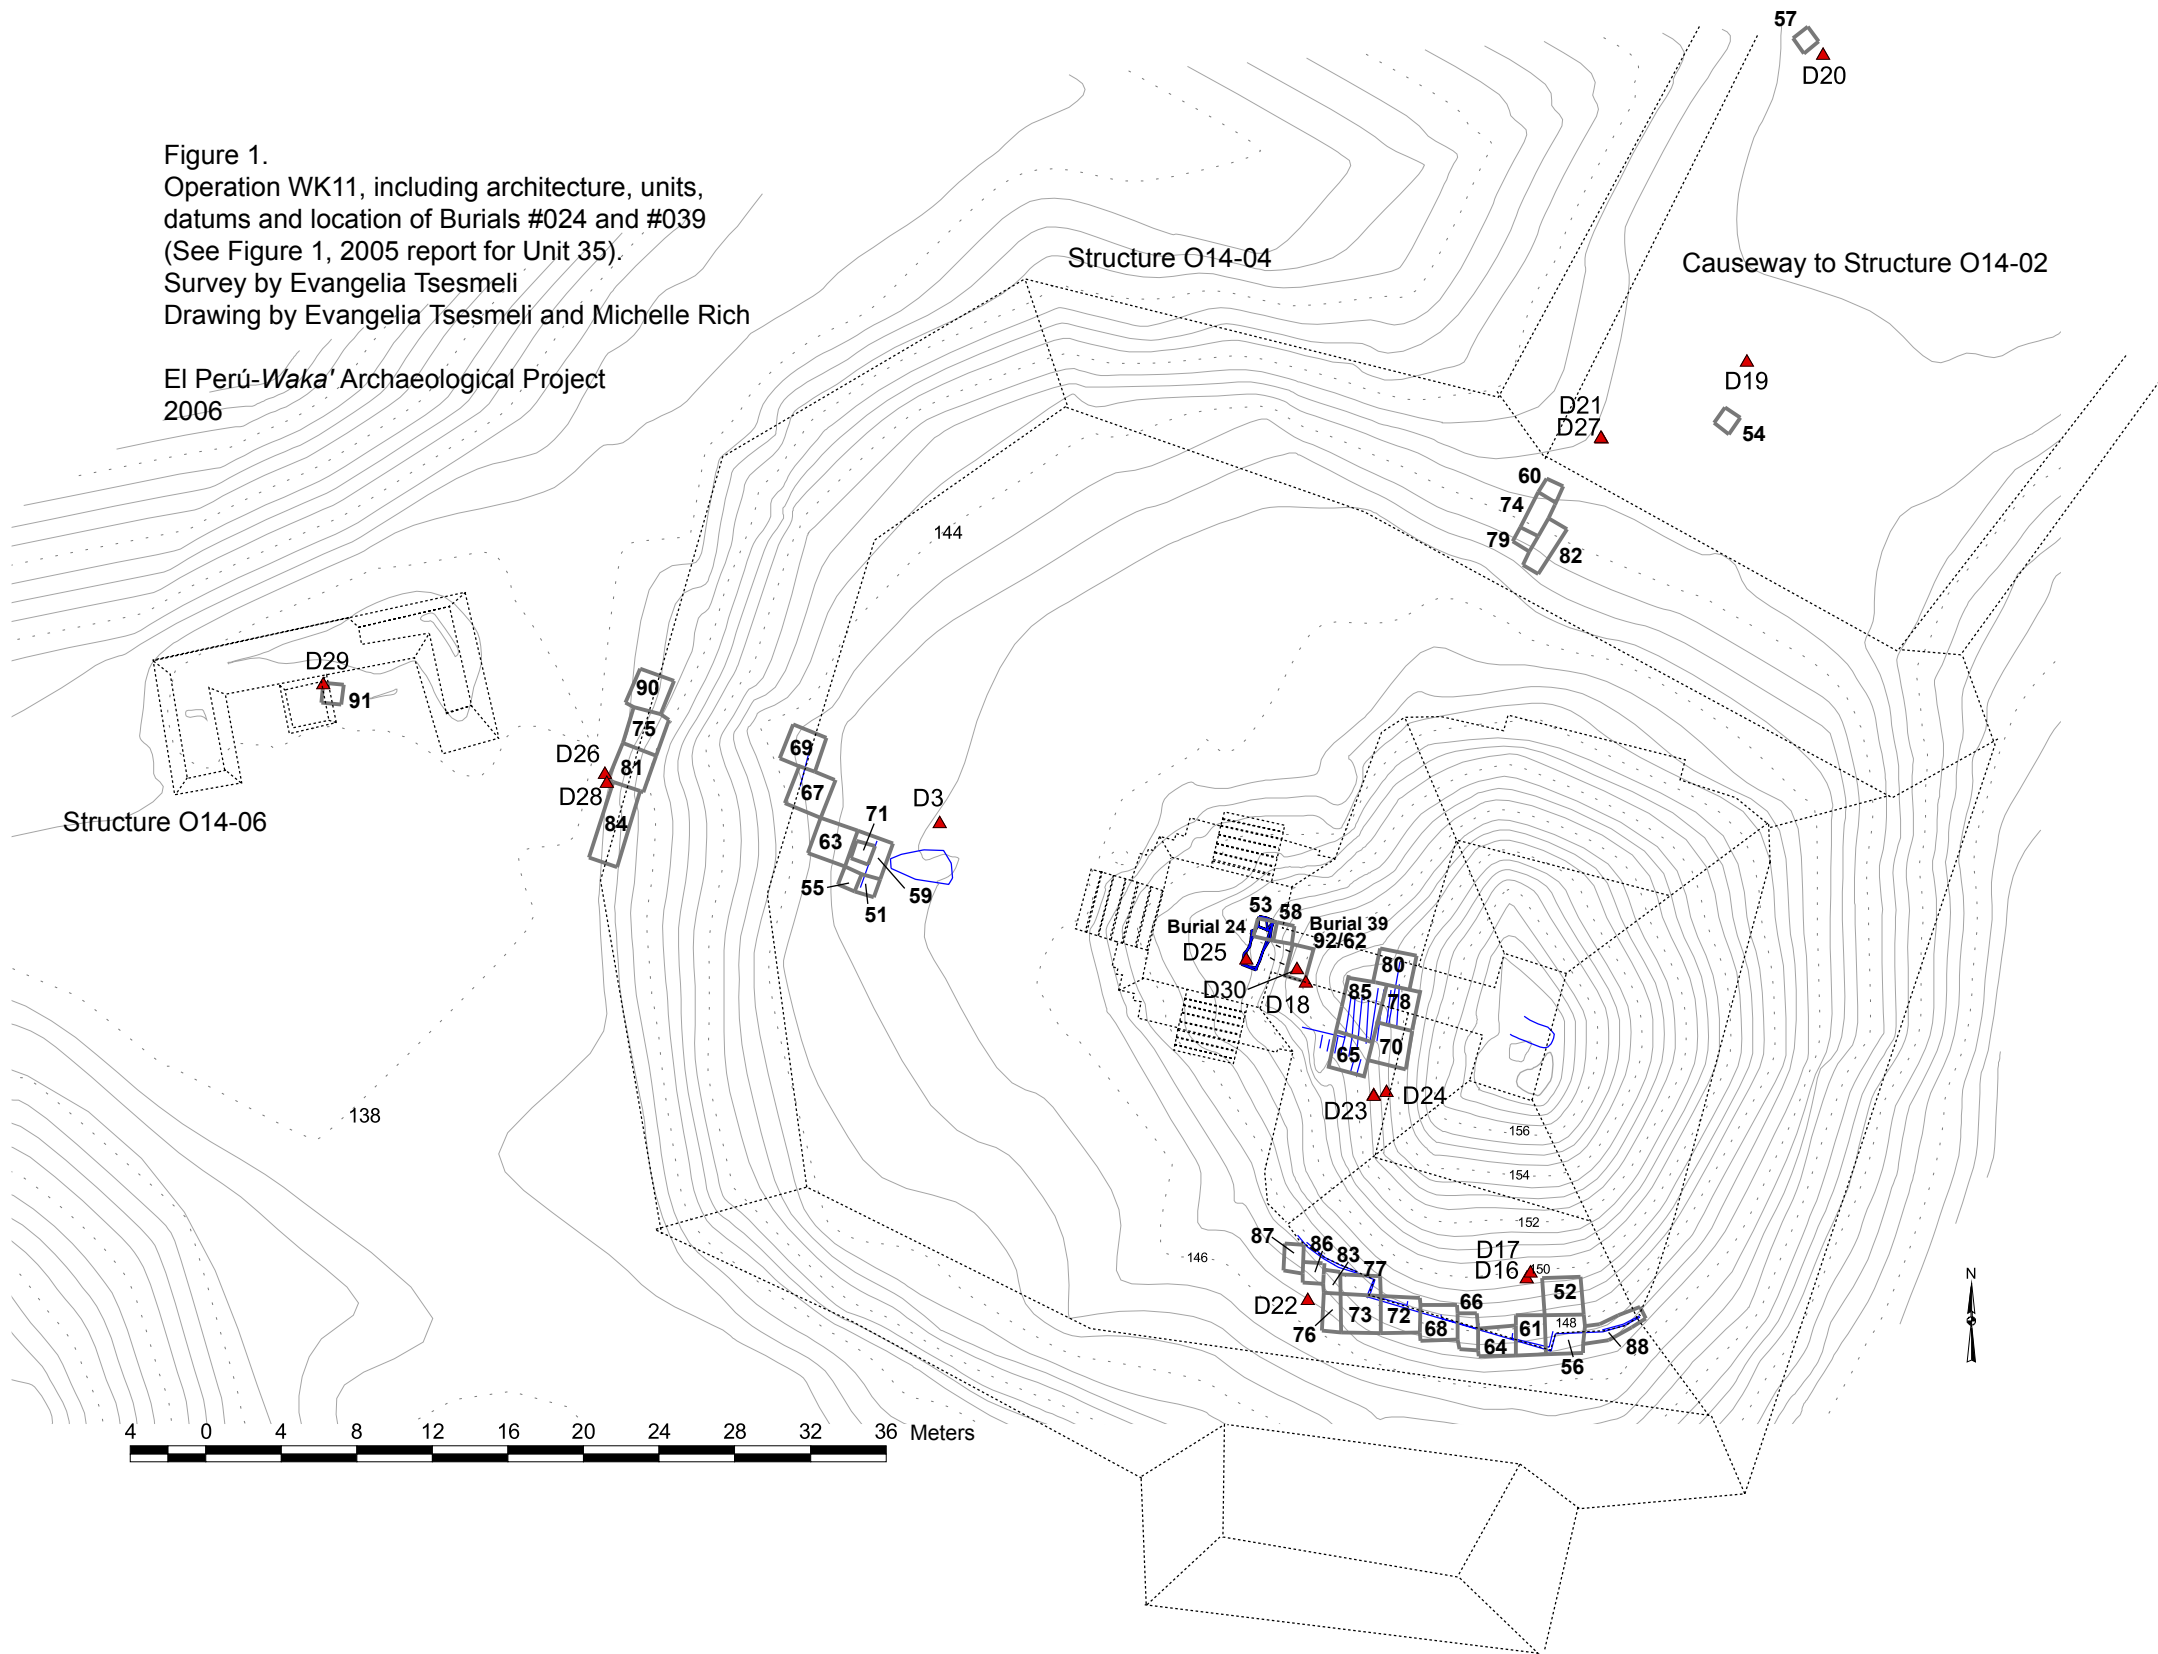 57
D20
Figure 1.
Operation WK11, including architecture, units,
datums and location of Burials #024 and #039
(See Figure 1, 2005 report for Unit 35).
Survey by Evangelia Tsesmeli
Drawing by Evangelia Tsesmeli and Michelle Rich
El Perú-Waka' Archaeological Project
2006
Structure O14-04
Causeway to Structure O14-02
D19
54
D21
D27
60
74
79
82
144
D29
91
Structure O14-06
90
75
D26
81
D28
84
69
67
63
71
D3
55
51
59
53
58
Burial 24
Burial 39
92/62
D25
D30
D18
80
85
78
65
70
D23
D24
138
156
154
152
150
148
146
87
86
83
77
D22
76
73
72
68
66
64
61
D17
D16
52
56
88
N
4 0 4 8 12 16 20 24 28 32 36 Meters